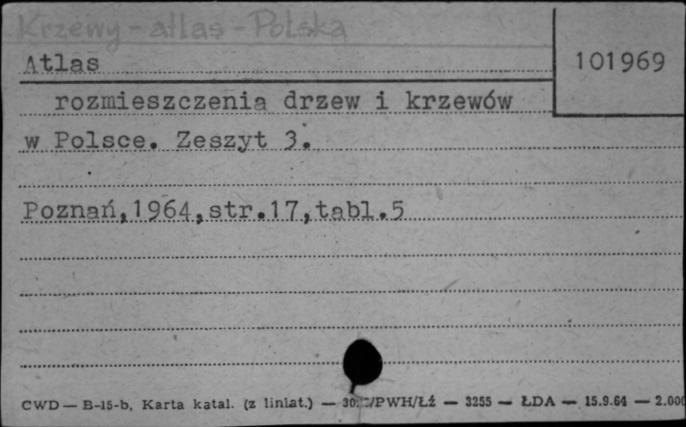 Krzewy - atlas - Polska
Atlas
101969
rozmieszczenia drzew i krzewów
w Polsce. Zeszyt 3.
Poznań,1964,str.17,tabl.5
CWD — B-15-b, Karta katal. (z liniat.) — /PWH/Łź — 3255 — ŁDA — 15.9.64 — 2.000